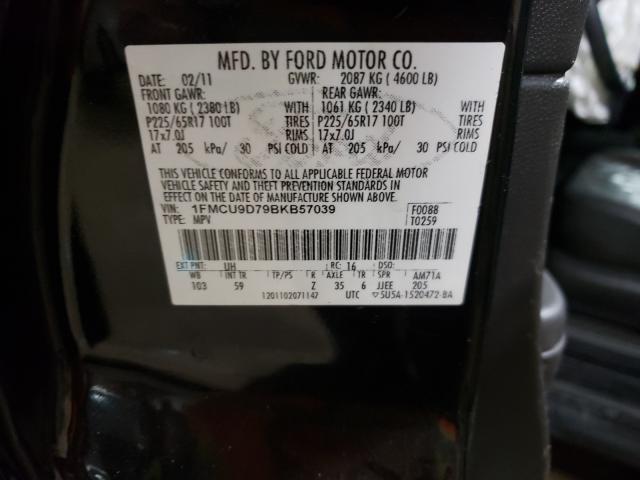 MFD. BY FORD MOTOR CO.
DATE: 02/11 GVWR: 2087 KG ( 4600 LB)
FRONT GAWR: REAR GAWR:
1080 KG ( 2380 LB) WITH 1061 KG ( 2340 LB) WITH
P225/65R17 100T TIRES P225/65R17 100T TIRES
17x7.0J RIMS 17x7.0J RIMS
AT 205 kPa/ 30 PSI COLD AT 205 kPa/ 30 PSI COLD
THIS VEHICLE CONFORMS TO ALL APPLICABLE FEDERAL MOTOR
VEHICLE SAFETY AND THEFT PREVENTION STANDARDS IN
EFFECT ON THE DATE OF MANUFACTURE SHOWN ABOVE.
VIN: 1FMCU9D79BKB57039 F0088
TYPE: MPV T0259
EXT PNT: UH RC: 16 DSO:
WB INT TR TP/PS R AXLE TR SPR AM71A
103 59 Z 35 6 JJEE 205
1201102071147 UTC ▽5U5A-1520472-BA